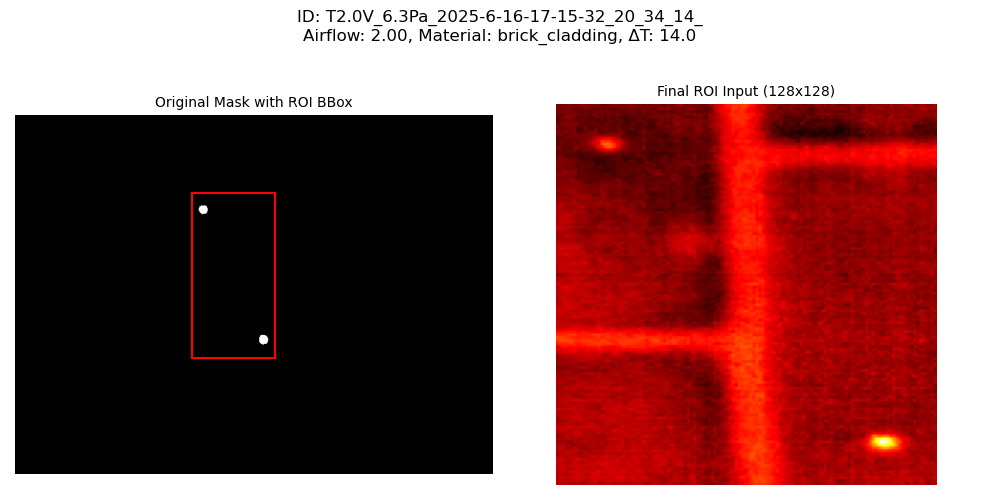 ID: T2.0V_6.3Pa_2025-6-16-17-15-32_20_34_14_
Airflow: 2.00, Material: brick_cladding, ΔT: 14.0
Original Mask with ROI BBox
Final ROI Input (128x128)